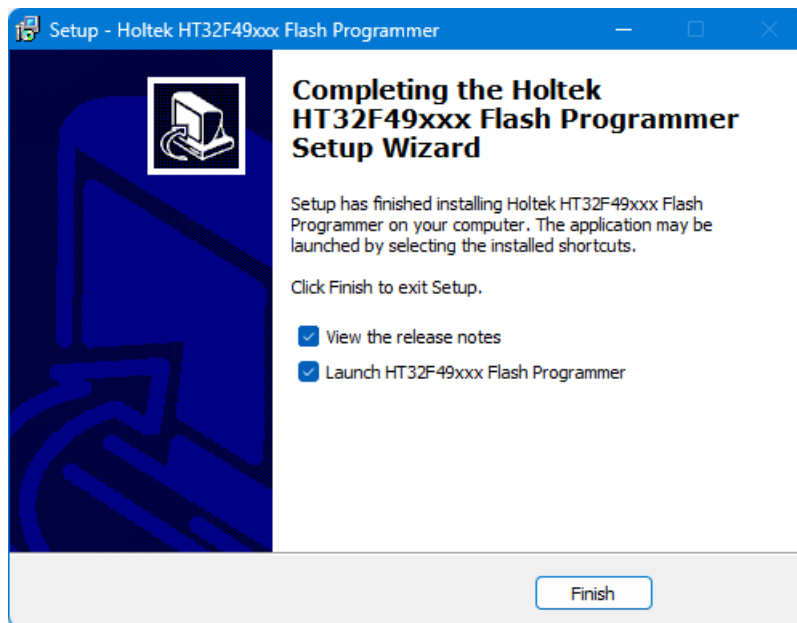 Setup - Holtek HT32F49xxx Flash Programmer
Completing the Holtek
HT32F49xxx Flash Programmer
Setup Wizard
Setup has finished installing Holtek HT32F49xxx Flash
Programmer on your computer. The application may be
launched by selecting the installed shortcuts.
Click Finish to exit Setup.
View the release notes
Launch HT32F49xxx Flash Programmer
Finish